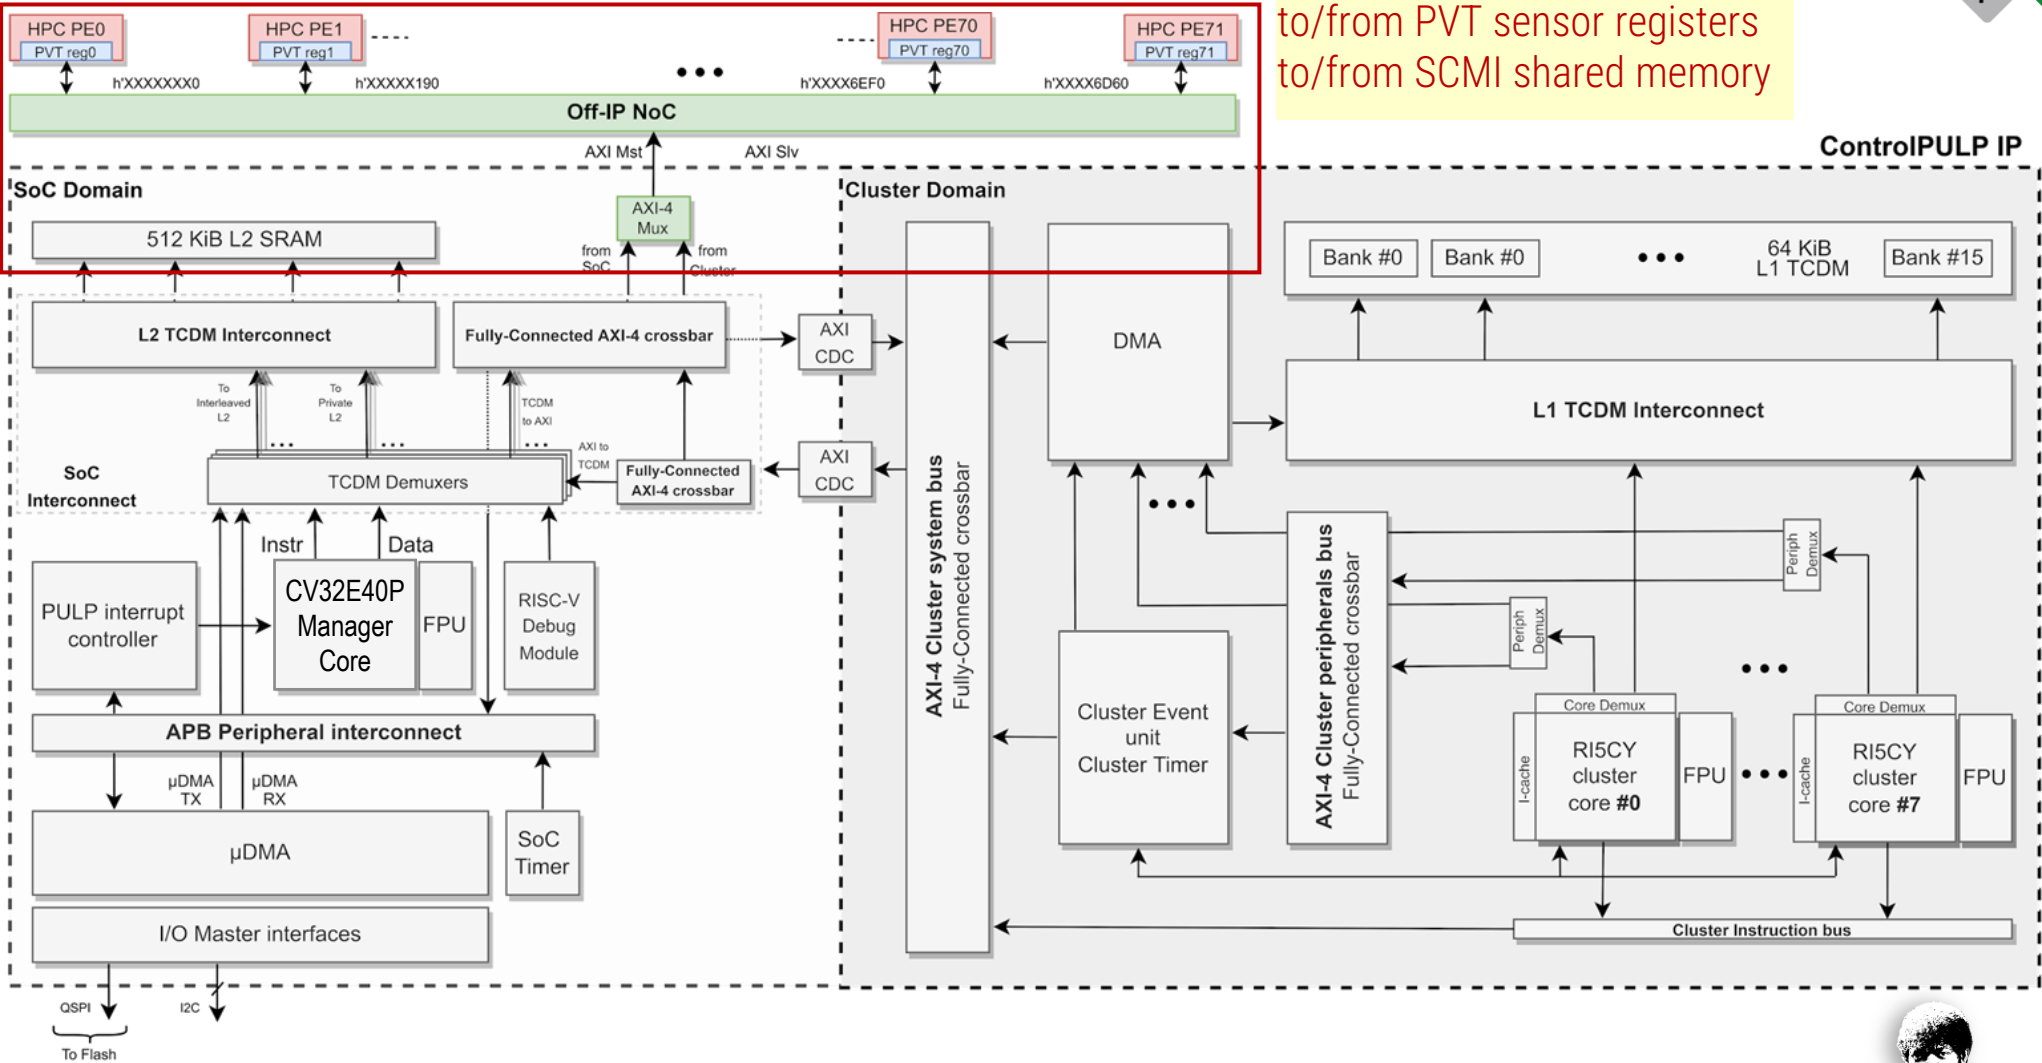 to/from PVT sensor registers
to/from SCMI shared memory
HPC PE0
PVT reg0
HPC PE1
PVT reg1
HPC PE70
PVT reg70
HPC PE71
PVT reg71
h'XXXXXXX0
h'XXXXX190
h'XXXX6EF0
h'XXXX6D60
Off-IP NoC
AXI Mst
AXI Slv
ControlPULP IP
SoC Domain
Cluster Domain
512 KiB L2 SRAM
AXI-4
Mux
from
SoC
from
Cluster
L2 TCDM Interconnect
Fully-Connected AXI-4 crossbar
AXI
CDC
To
Interleaved
L2
To
Private
L2
TCDM
to AXI
AXI to
TCDM
SoC
Interconnect
TCDM Demuxers
Fully-Connected
AXI-4 crossbar
AXI
CDC
Instr
Data
PULP interrupt
controller
CV32E40P
Manager
Core
FPU
RISC-V
Debug
Module
APB Peripheral interconnect
µDMA
TX
µDMA
RX
µDMA
SoC
Timer
I/O Master interfaces
QSPI
I2C
To Flash
AXI-4 Cluster system bus
Fully-Connected crossbar
DMA
Bank #0
Bank #0
64 KiB
L1 TCDM
Bank #15
L1 TCDM Interconnect
AXI-4 Cluster peripherals bus
Fully-Connected crossbar
Periph
Demux
Periph
Demux
Cluster Event
unit
Cluster Timer
Core Demux
I-cache
RI5CY
cluster
core #0
FPU
Core Demux
I-cache
RI5CY
cluster
core #7
FPU
Cluster Instruction bus